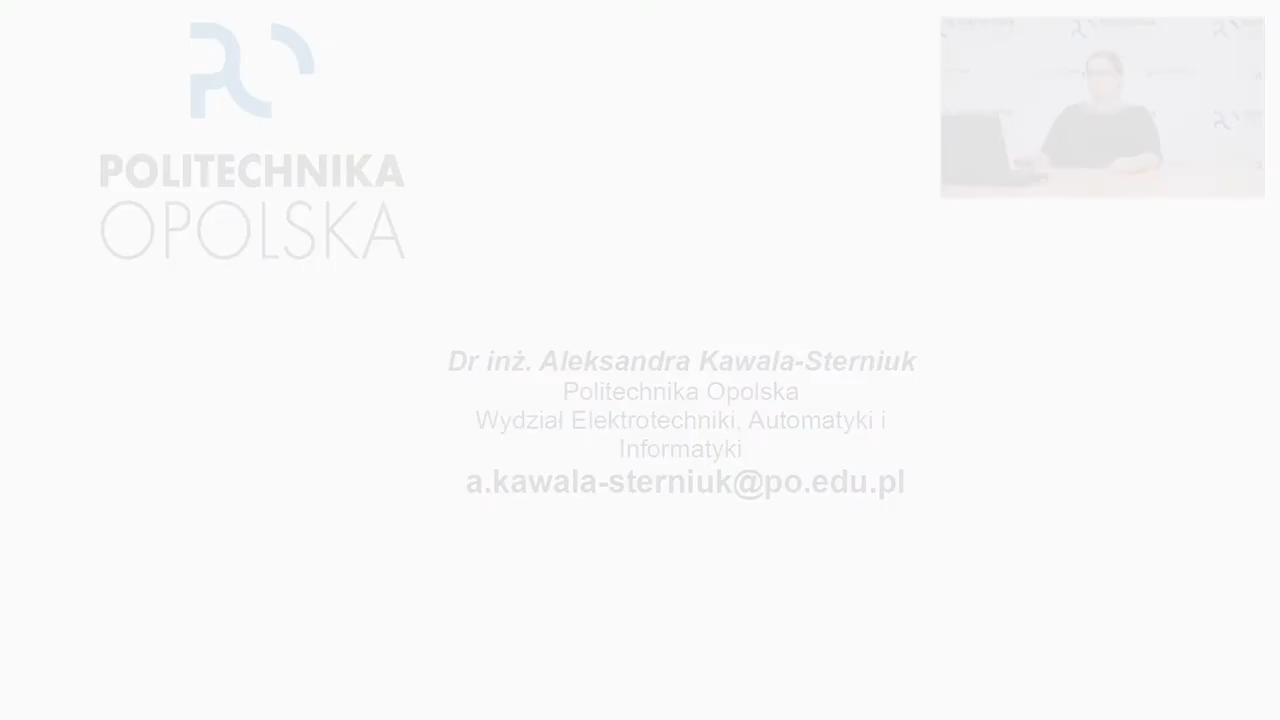 POLITECHNIKA
OPOLSKA
Dr inż. Aleksandra Kawala-Sterniuk
Politechnika Opolska
Wydział Elektrotechniki, Automatyki i
Informatyki
a.kawala-sterniuk@po.edu.pl